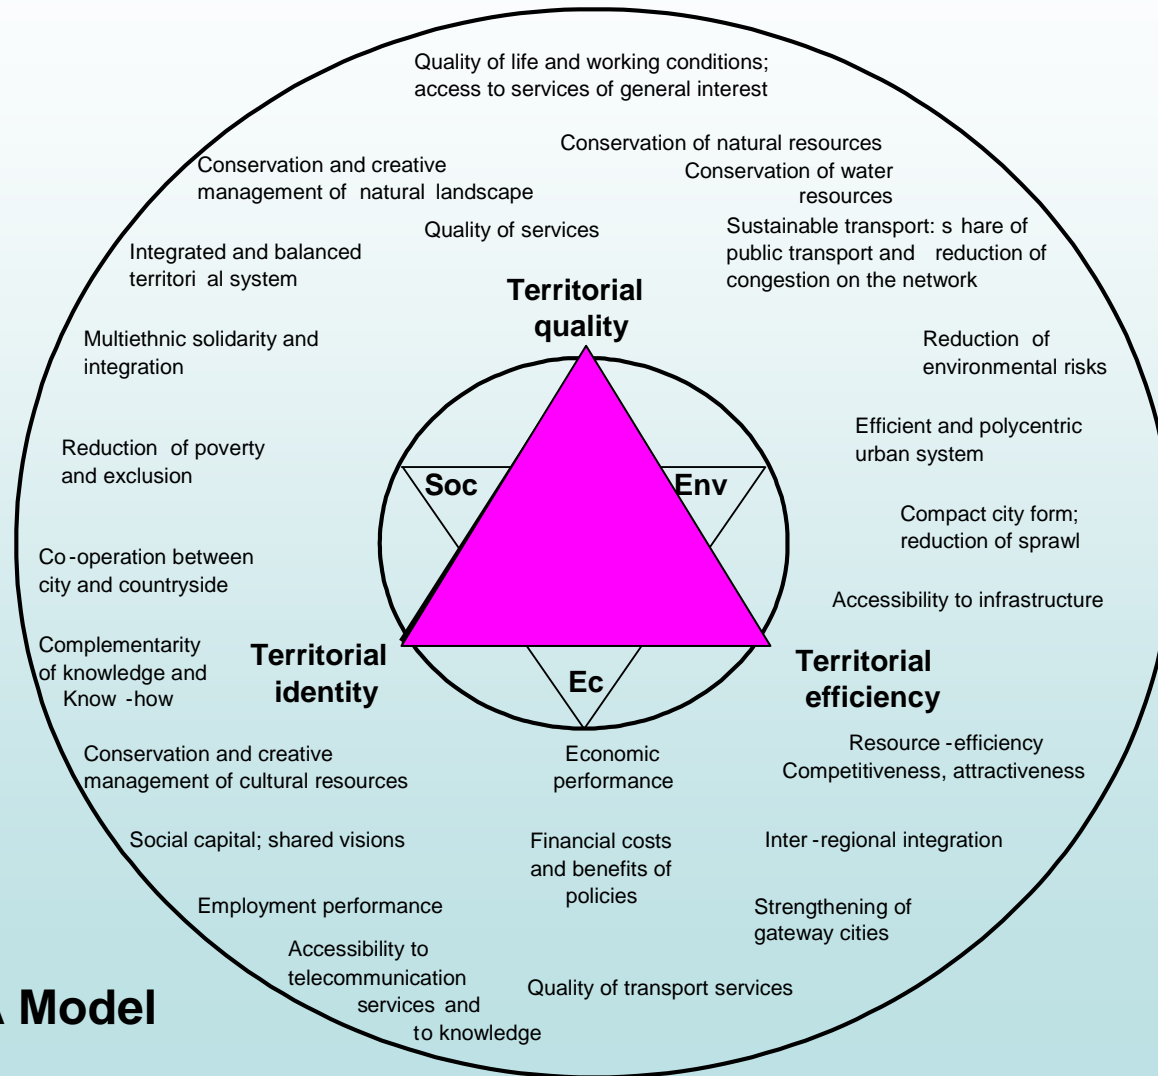 Quality of life and working conditions;
access to services of general interest
Conservation of natural resources
Conservation and creative
management of natural landscape
Conservation of water
resources
Quality of services
Sustainable transport: s hare of
public transport and reduction of
congestion on the network
Integrated and balanced
territori al system
Territorial
quality
Multiethnic solidarity and
integration
Reduction of
environmental risks
Reduction of poverty
and exclusion
Efficient and polycentric
urban system
Soc
Env
Compact city form;
reduction of sprawl
Co-operation between
city and countryside
Accessibility to infrastructure
Complementarity
of knowledge and
Know -how
Territorial
identity
Ec
Territorial
efficiency
Conservation and creative
management of cultural resources
Economic
performance
Resource -efficiency
Competitiveness, attractiveness
Social capital; shared visions
Financial costs
and benefits of
policies
Inter -regional integration
Employment performance
Strengthening of
gateway cities
Accessibility to
telecommunication
services and
to knowledge
Quality of transport services
A Model